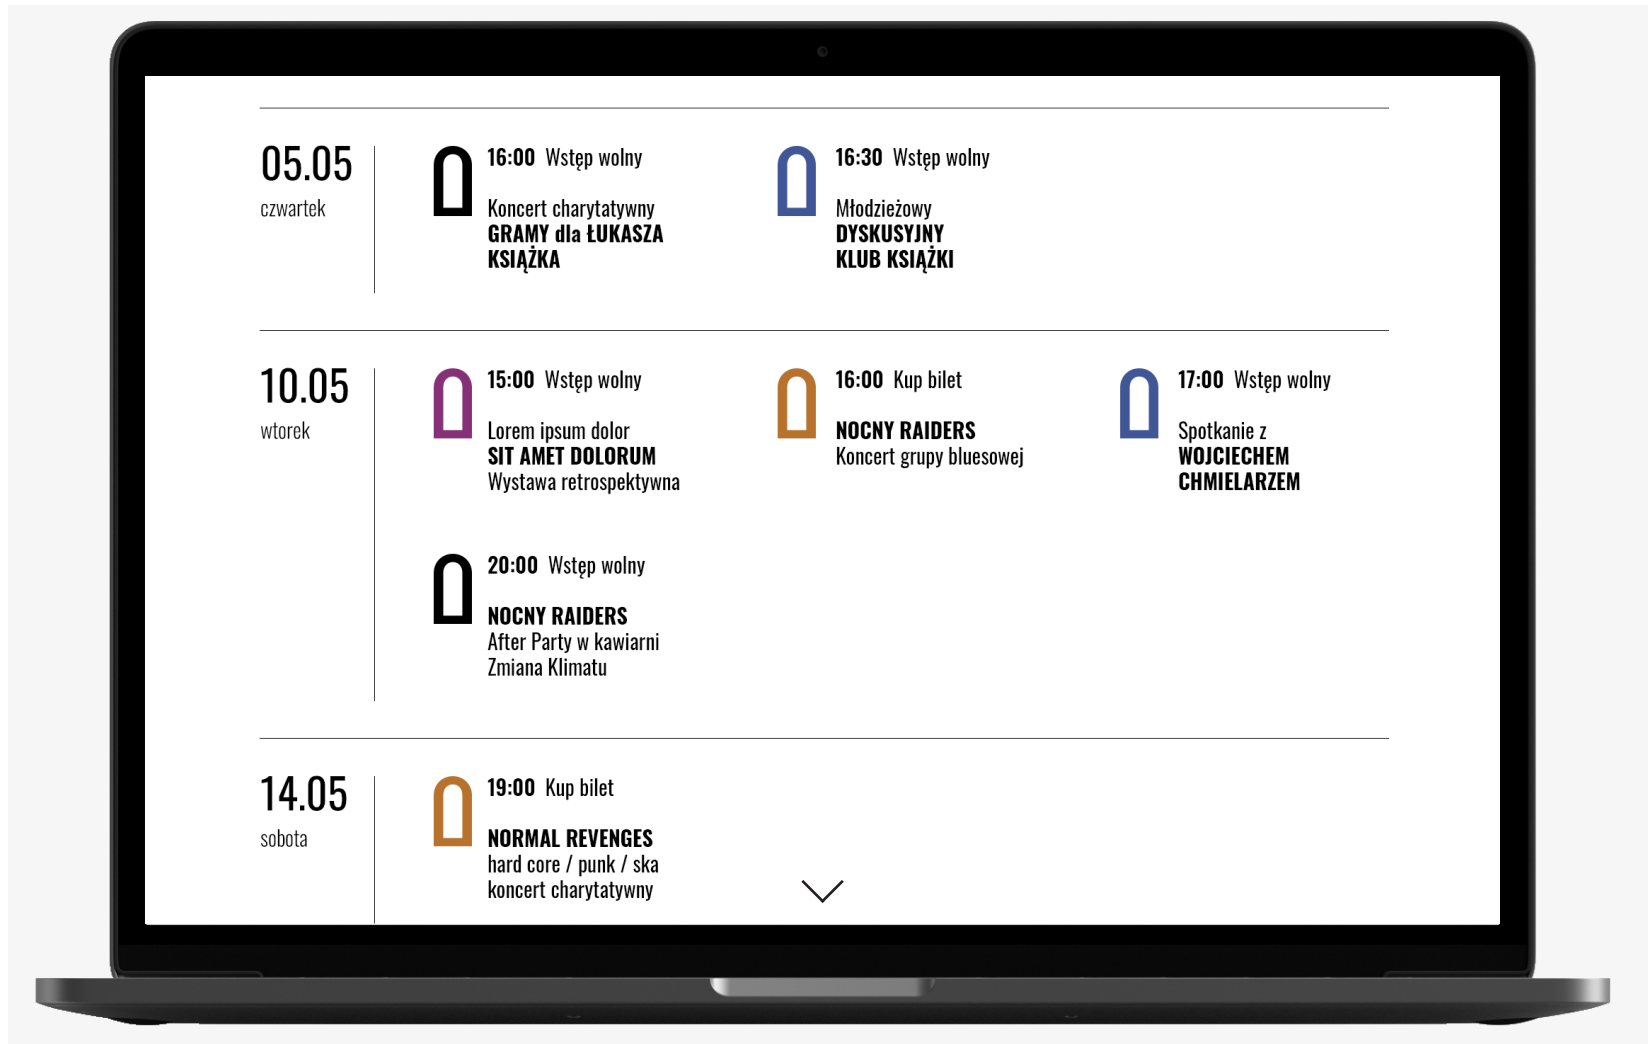 05.05
czwartek
16:00 Wstęp wolny
Koncert charytatywny
GRAMY dla ŁUKASZA
KSIĄŻKA
16:30 Wstęp wolny
Młodzieżowy
DYSKUSYJNY
KLUB KSIĄŻKI
10.05
wtorek
15:00 Wstęp wolny
Lorem ipsum dolor
SIT AMET DOLORUM
Wystawa retrospektywna
16:00 Kup bilet
NOCNY RAIDERS
Koncert grupy bluesowej
17:00 Wstęp wolny
Spotkanie z
WOJCIECHEM
CHMIELARZEM
20:00 Wstęp wolny
NOCNY RAIDERS
After Party w kawiarni
Zmiana Klimatu
14.05
sobota
19:00 Kup bilet
NORMAL REVENGES
hard core / punk / ska
koncert charytatywny